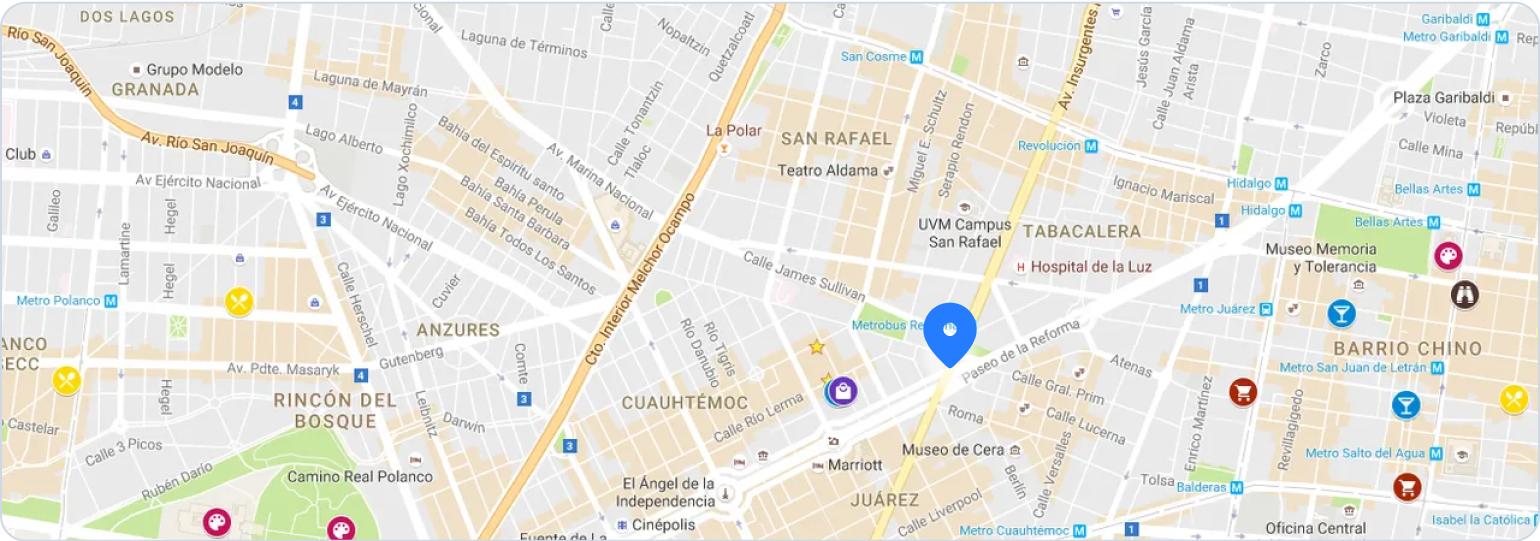 DOS LAGOS
Río San Joaquín
Grupo Modelo
GRANADA
Laguna de Términos
Laguna de Mayrán
Calle
Nopaltzin
Quetzalcoatl
San Cosme
Av. Insurgentes
Jesús García
Calle Juan Aldama
Arista
Zarco
Garibaldi
Metro Garibaldi
Plaza Garibaldi
Violeta
Calle Mina
4
Lago Alberto
Av. Río San Joaquín
Club
Av Ejército Nacional
Lago Xochimilco
Bahía del Espiritu santo
Bahía Perula
Bahía Santa Barbara
Bahía Todos Los Santos
Av. Marina Nacional
Calle Tonantzin
Tlaloc
La Polar
SAN RAFAEL
Teatro Aldama
Miguel E. Schultz
Serapio Rendon
Revolución
Ignacio Mariscal
Hidalgo
Hidalgo
Bellas Artes
Bellas Artes
Galileo
Hegel
Lamartine
Hegel
3
Av Ejército Nacional
Cto. Interior Melchor Ocampo
UVM Campus
San Rafael
TABACALERA
1
Museo Memoria
y Tolerancia
Calle James Sullivan
H
Hospital de la Luz
Metro Polanco
Calle Herschel
Cuvier
ANZURES
Gutenberg
1
Metro Juárez
Metrobus Re
BARRIO CHINO
Metro San Juan de Letrán
Paseo de la Reforma
Atenas
Río Tigris
Río Danubio
Av. Pdte. Masaryk
4
Comte
3
Hegel
RINCÓN DEL
BOSQUE
Leibnitz
Darwin
CUAUHTÉMOC
Calle Río Lerma
Calle Gral. Prim
Calle Lucerna
Roma
Enrico Martínez
Revillagigedo
Castelar
Calle 3 Picos
Rubén Darío
Camino Real Polanco
3
El Ángel de la
Independencia
Cinépolis
Marriott
Museo de Cera
Berlín
Calle Versalles
Tolsa
Metro Salto del Agua
Balderas
JUÁREZ
Calle Liverpool
Metro Cuauhtémoc
1
Oficina Central
Isabel la Católica
Fuente de La